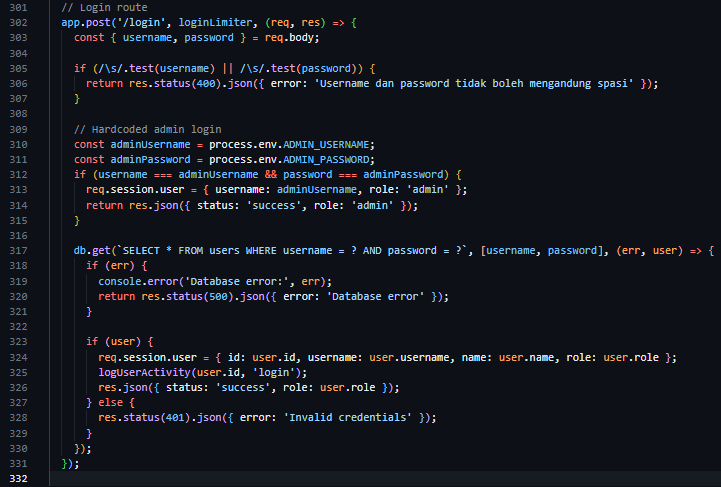 301 // Login route
302 app.post('/login', loginLimiter, (req, res) => {
303   const { username, password } = req.body;
304
305   if (/\s/.test(username) || /\s/.test(password)) {
306     return res.status(400).json({ error: 'Username dan password tidak boleh mengandung spasi' });
307   }
308
309   // Hardcoded admin login
310   const adminUsername = process.env.ADMIN_USERNAME;
311   const adminPassword = process.env.ADMIN_PASSWORD;
312   if (username === adminUsername && password === adminPassword) {
313     req.session.user = { username: adminUsername, role: 'admin' };
314     return res.json({ status: 'success', role: 'admin' });
315   }
316
317   db.get(`SELECT * FROM users WHERE username = ? AND password = ?`, [username, password], (err, user) => {
318     if (err) {
319       console.error('Database error:', err);
320       return res.status(500).json({ error: 'Database error' });
321     }
322
323     if (user) {
324       req.session.user = { id: user.id, username: user.username, name: user.name, role: user.role };
325       logUserActivity(user.id, 'login');
326       res.json({ status: 'success', role: user.role });
327     } else {
328       res.status(401).json({ error: 'Invalid credentials' });
329     }
330   });
331 });
332